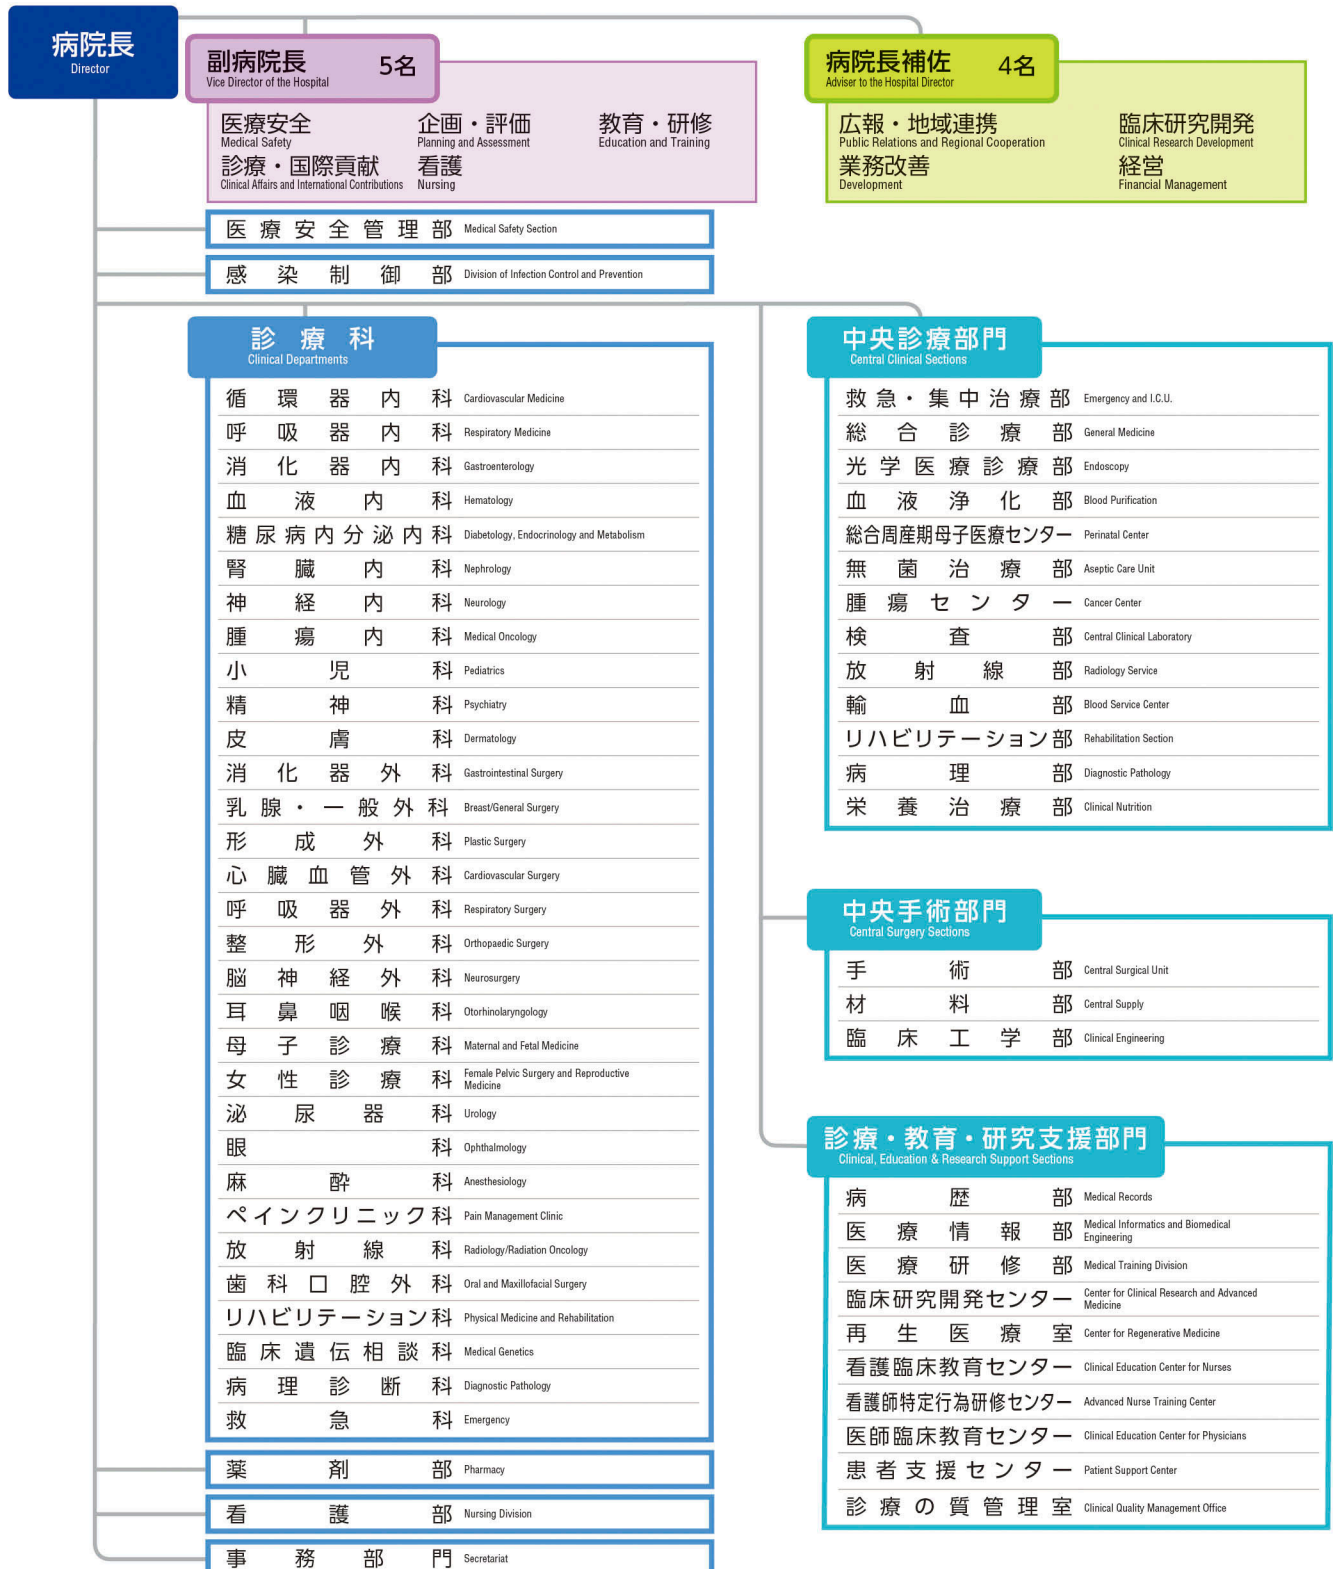 病院長
Director
副病院長 5名
Vice Director of the Hospital
医療安全 企画・評価 教育・研修
Medical Safety Planning and Assessment Education and Training
診療・国際貢献 看護
Clinical Affairs and International Contributions Nursing
病院長補佐 4名
Adviser to the Hospital Director
広報・地域連携 臨床研究開発
Public Relations and Regional Cooperation Clinical Research Development
業務改善 経営
Development Financial Management
医療安全管理部 Medical Safety Section
感染制御部 Division of Infection Control and Prevention
診療科
Clinical Departments
循環器内科 Cardiovascular Medicine
呼吸器内科 Respiratory Medicine
消化器内科 Gastroenterology
血液内科 Hematology
糖尿病内分泌内科 Diabetology, Endocrinology and Metabolism
腎臓内科 Nephrology
神経内科 Neurology
腫瘍内科 Medical Oncology
小児科 Pediatrics
精神科 Psychiatry
皮膚科 Dermatology
消化器外科 Gastrointestinal Surgery
乳腺・一般外科 Breast/General Surgery
形成外科 Plastic Surgery
心臓血管外科 Cardiovascular Surgery
呼吸器外科 Respiratory Surgery
整形外科 Orthopaedic Surgery
脳神経外科 Neurosurgery
耳鼻咽喉科 Otorhinolaryngology
母子診療科 Maternal and Fetal Medicine
女性診療科 Female Pelvic Surgery and Reproductive
Medicine
泌尿器科 Urology
眼科 Ophthalmology
麻酔科 Anesthesiology
ペインクリニック科 Pain Management Clinic
放射線科 Radiology/Radiation Oncology
歯科口腔外科 Oral and Maxillofacial Surgery
リハビリテーション科 Physical Medicine and Rehabilitation
臨床遺伝相談科 Medical Genetics
病理診断科 Diagnostic Pathology
救急科 Emergency
薬剤部 Pharmacy
看護部 Nursing Division
事務部門 Secretariat
中央診療部門
Central Clinical Sections
救急・集中治療部 Emergency and I.C.U.
総合診療部 General Medicine
光学医療診療部 Endoscopy
血液浄化部 Blood Purification
総合周産期母子医療センター Perinatal Center
無菌治療部 Aseptic Care Unit
腫瘍センター Cancer Center
検査部 Central Clinical Laboratory
放射線部 Radiology Service
輸血部 Blood Service Center
リハビリテーション部 Rehabilitation Section
病理部 Diagnostic Pathology
栄養治療部 Clinical Nutrition
中央手術部門
Central Surgery Sections
手術部 Central Surgical Unit
材料部 Central Supply
臨床工学部 Clinical Engineering
診療・教育・研究支援部門
Clinical, Education & Research Support Sections
病歴部 Medical Records
医療情報部 Medical Informatics and Biomedical
Engineering
医療研修部 Medical Training Division
臨床研究開発センター Center for Clinical Research and Advanced
Medicine
再生医療室 Center for Regenerative Medicine
看護臨床教育センター Clinical Education Center for Nurses
看護師特定行為研修センター Advanced Nurse Training Center
医師臨床教育センター Clinical Education Center for Physicians
患者支援センター Patient Support Center
診療の質管理室 Clinical Quality Management Office